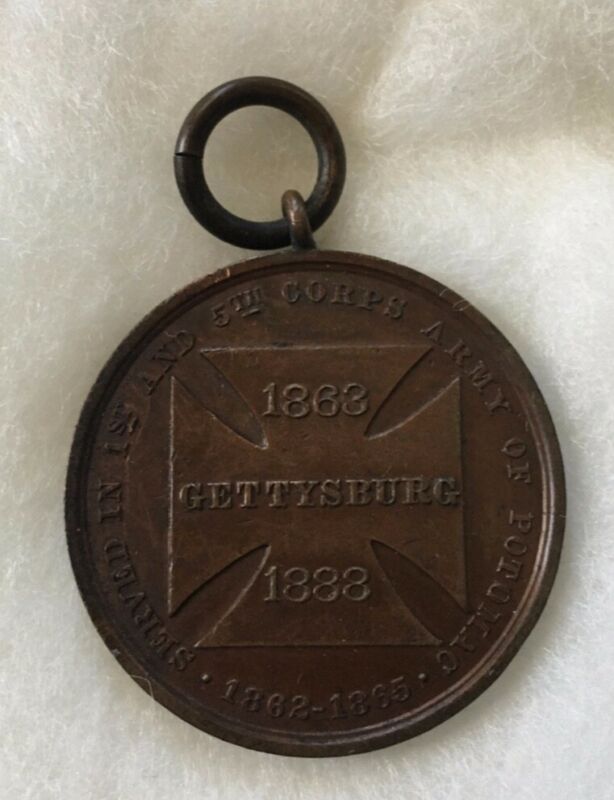 SERVED IN 1ST AND 5TH CORPS ARMY OF POTOMAC
1863
GETTYSBURG
1888
· 1862-1865 ·